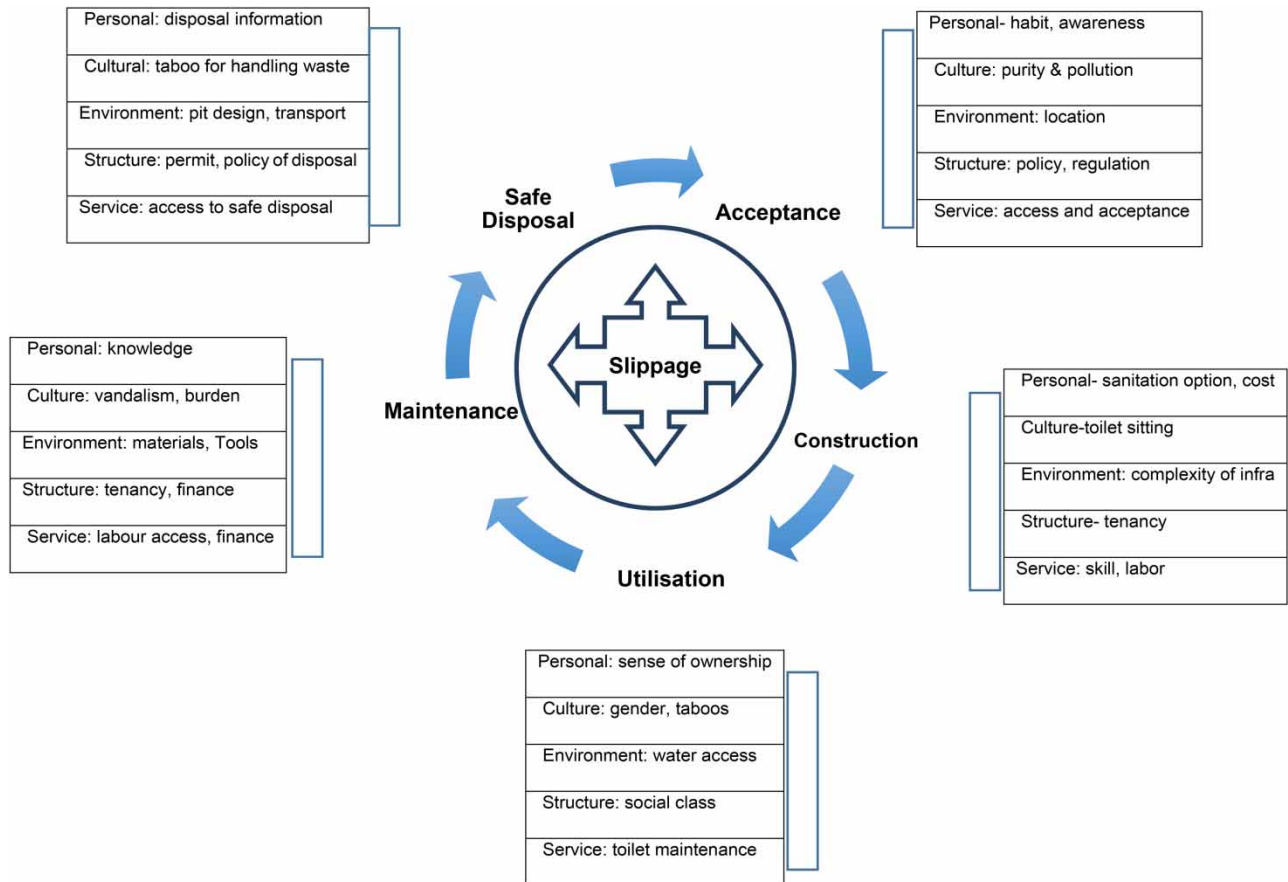 Personal: disposal information
Cultural: taboo for handling waste
Environment: pit design, transport
Structure: permit, policy of disposal
Service: access to safe disposal
Personal- habit, awareness
Culture: purity & pollution
Environment: location
Structure: policy, regulation
Service: access and acceptance
Safe
Disposal
Acceptance
Slippage
Maintenance
Construction
Utilisation
Personal: knowledge
Culture: vandalism, burden
Environment: materials, Tools
Structure: tenancy, finance
Service: labour access, finance
Personal- sanitation option, cost
Culture-toilet sitting
Environment: complexity of infra
Structure- tenancy
Service: skill, labor
Personal: sense of ownership
Culture: gender, taboos
Environment: water access
Structure: social class
Service: toilet maintenance